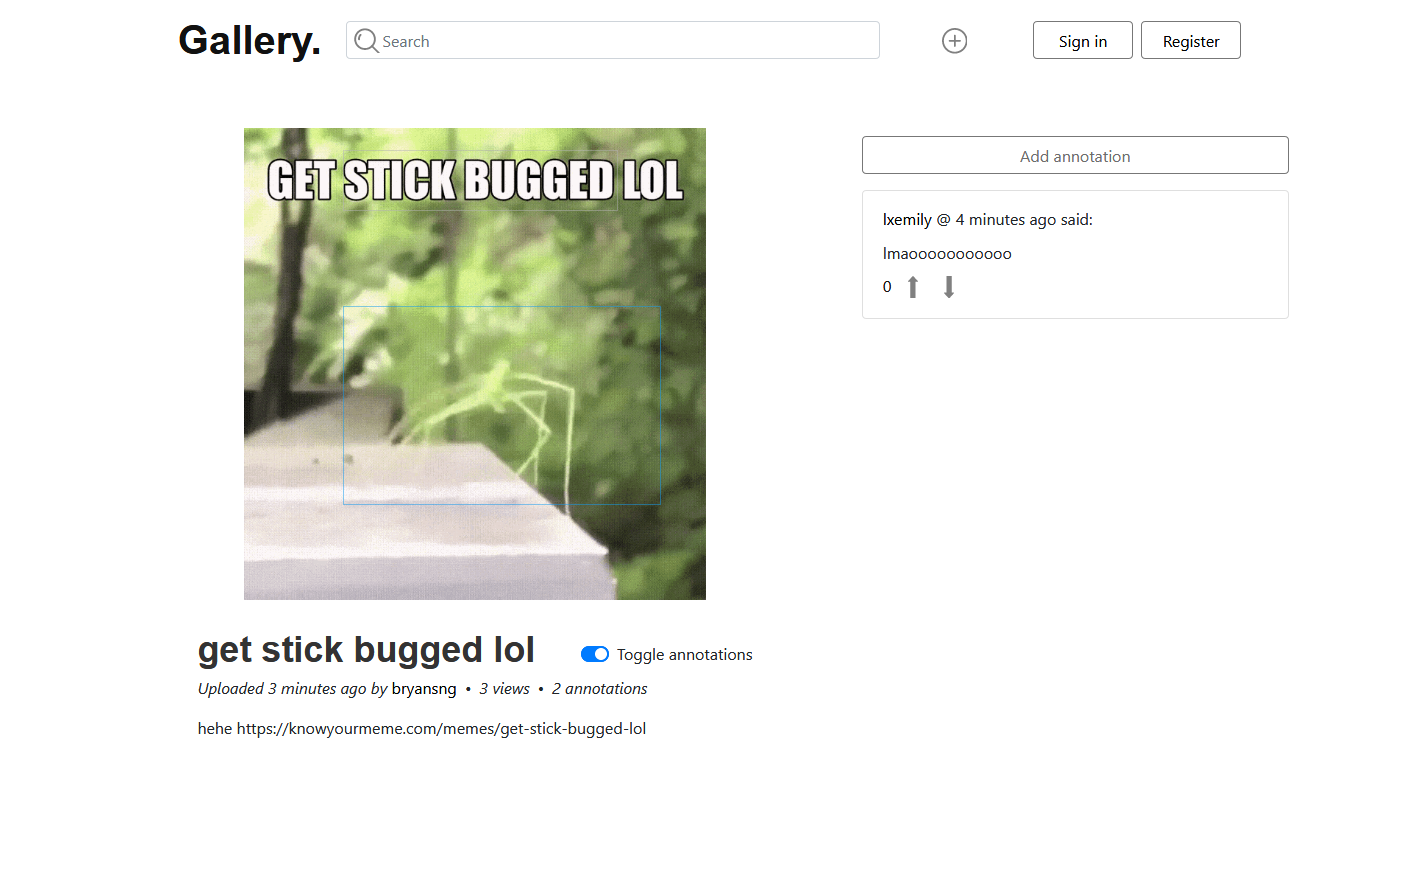 Gallery.
Search
Sign in
Register
GET STICK BUGGED LOL
Add annotation
lxemily @ 4 minutes ago said:
lmaooooooooooo
0
get stick bugged lol
Toggle annotations
Uploaded 3 minutes ago by bryansng • 3 views • 2 annotations
hehe https://knowyourmeme.com/memes/get-stick-bugged-lol